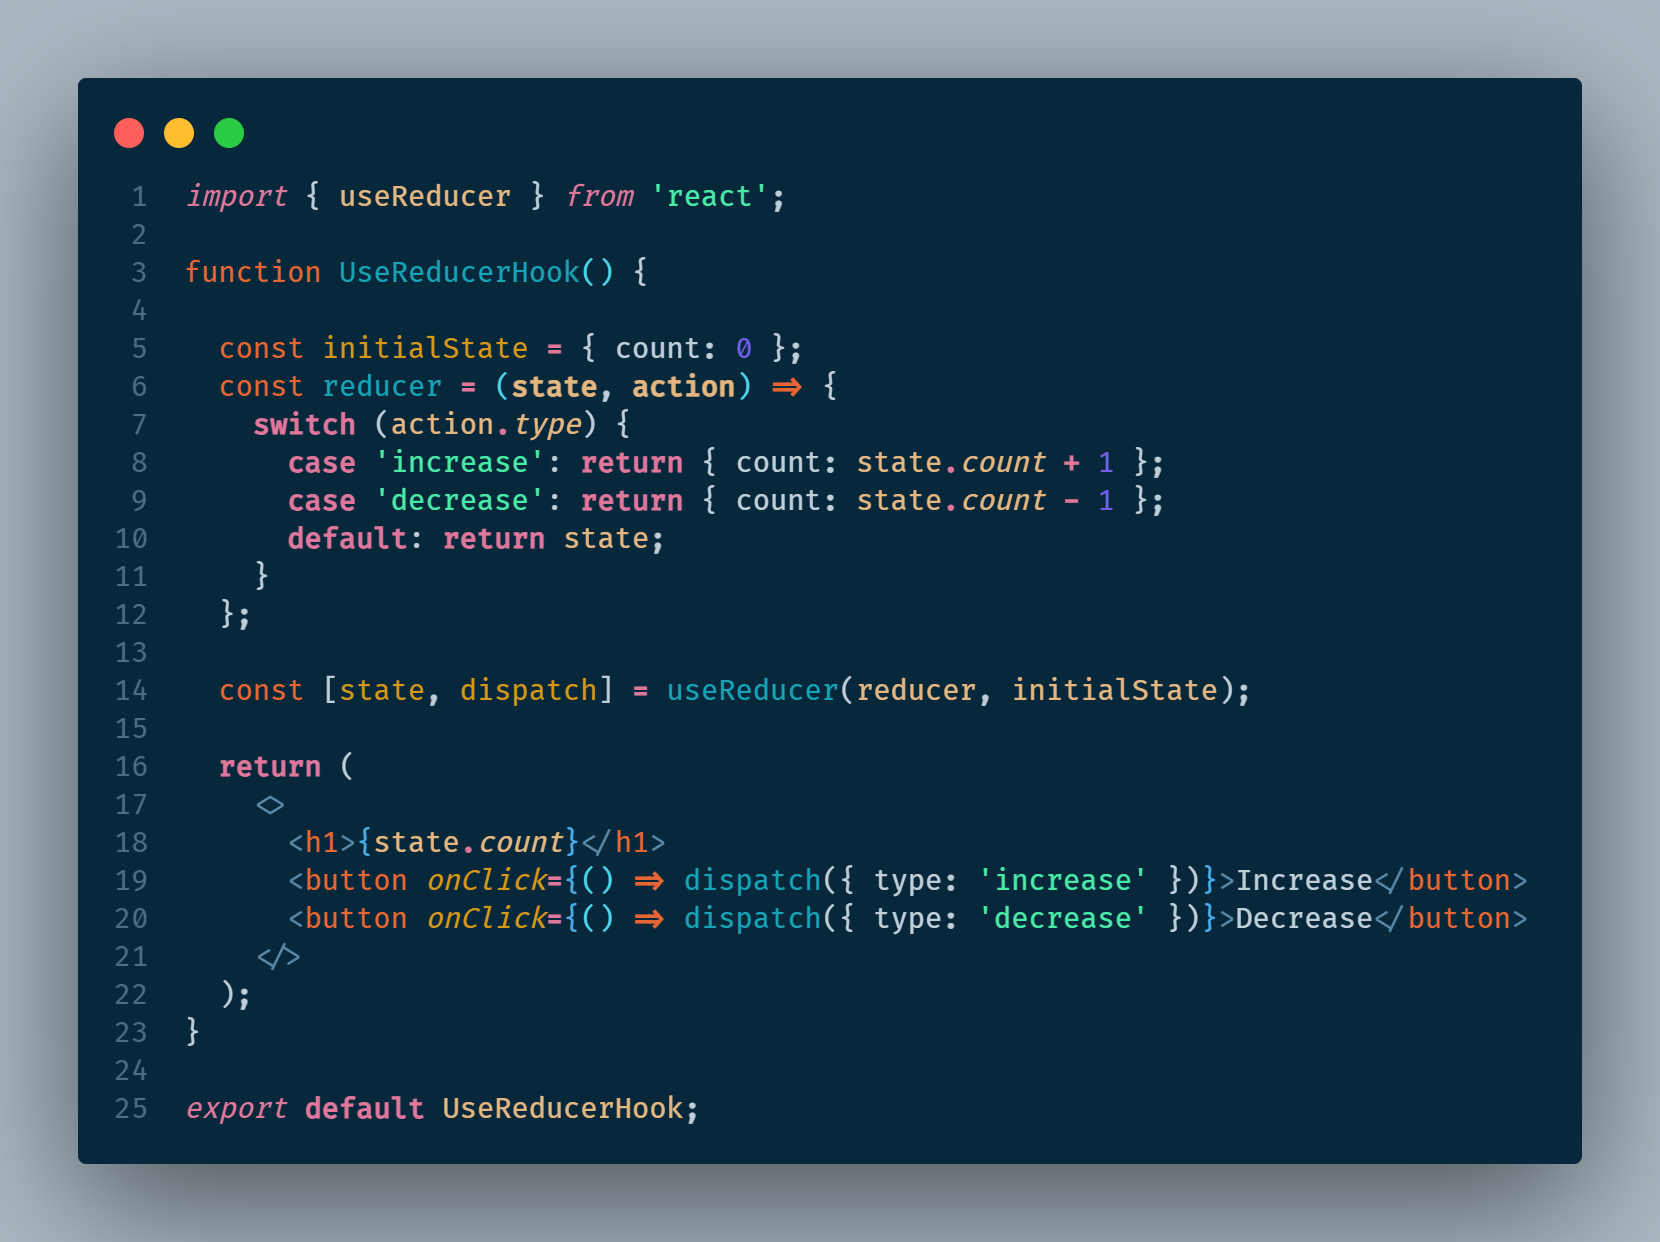 1 import { useReducer } from 'react';
2
3 function UseReducerHook() {
4
5   const initialState = { count: 0 };
6   const reducer = (state, action) => {
7     switch (action.type) {
8       case 'increase': return { count: state.count + 1 };
9       case 'decrease': return { count: state.count - 1 };
10       default: return state;
11     }
12   };
13
14   const [state, dispatch] = useReducer(reducer, initialState);
15
16   return (
17     <>
18       <h1>{state.count}</h1>
19       <button onClick={() => dispatch({ type: 'increase' })}>Increase</button>
20       <button onClick={() => dispatch({ type: 'decrease' })}>Decrease</button>
21     </>
22   );
23 }
24
25 export default UseReducerHook;